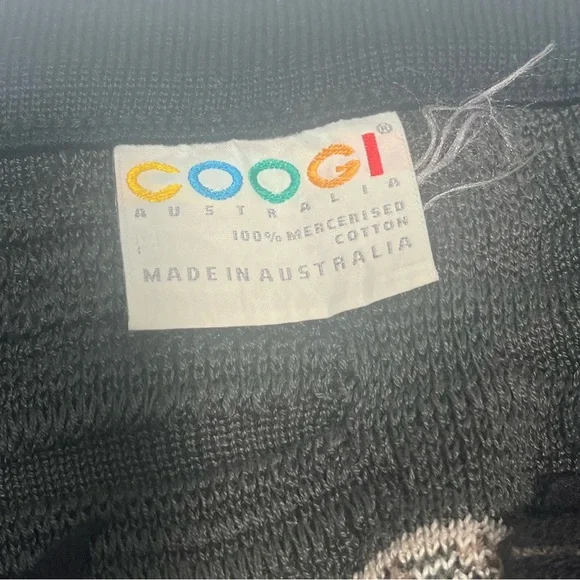 COOGI®
AUSTRALIA
100% MERCERISED
COTTON
MADE IN AUSTRALIA